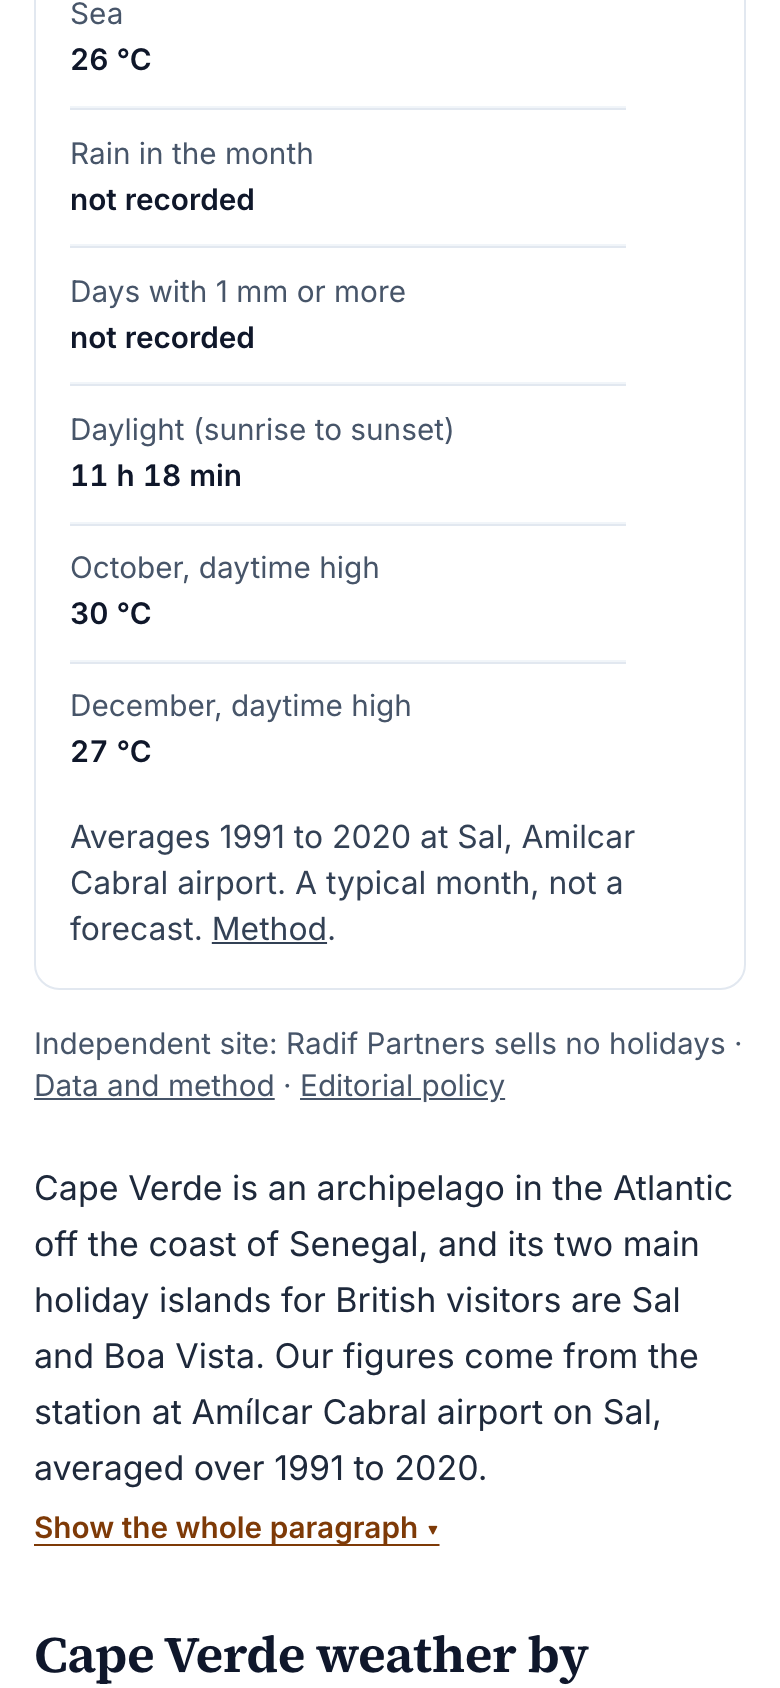 Sea
26 °C
Rain in the month
not recorded
Days with 1 mm or more
not recorded
Daylight (sunrise to sunset)
11 h 18 min
October, daytime high
30 °C
December, daytime high
27 °C
Averages 1991 to 2020 at Sal, Amilcar
Cabral airport. A typical month, not a
forecast. Method.
Independent site: Radif Partners sells no holidays ·
Data and method · Editorial policy
Cape Verde is an archipelago in the Atlantic
off the coast of Senegal, and its two main
holiday islands for British visitors are Sal
and Boa Vista. Our figures come from the
station at Amílcar Cabral airport on Sal,
averaged over 1991 to 2020.
Show the whole paragraph ▾
Cape Verde weather by